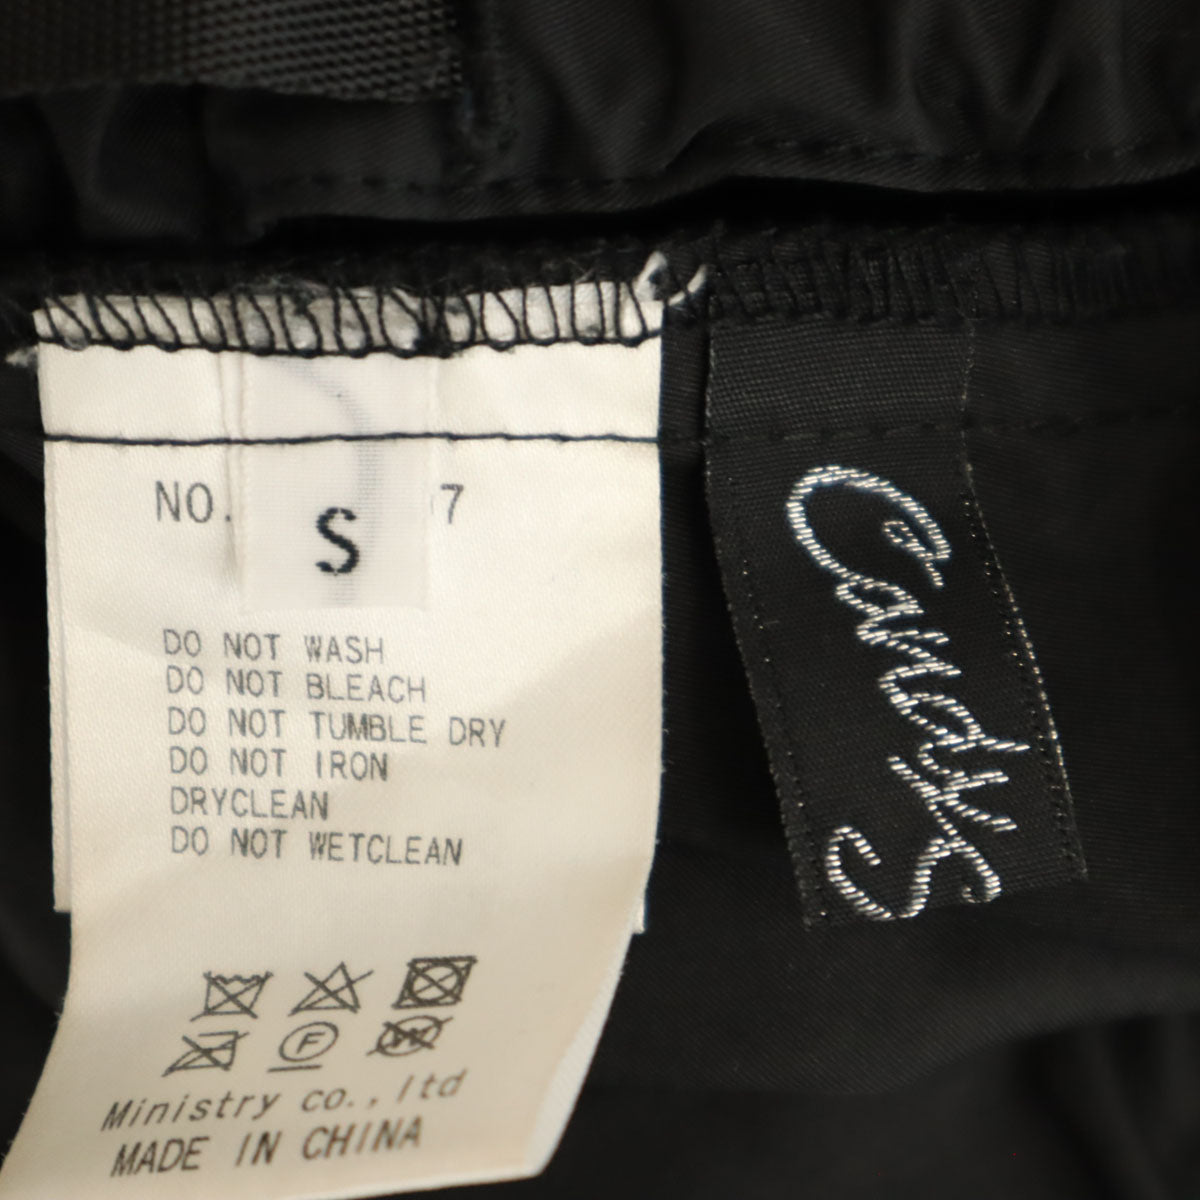 NO. 7
S
DO NOT WASH
DO NOT BLEACH
DO NOT TUMBLE DRY
DO NOT IRON
DRYCLEAN
DO NOT WETCLEAN
F
W
Ministry co., ltd
MADE IN CHINA
Candy's